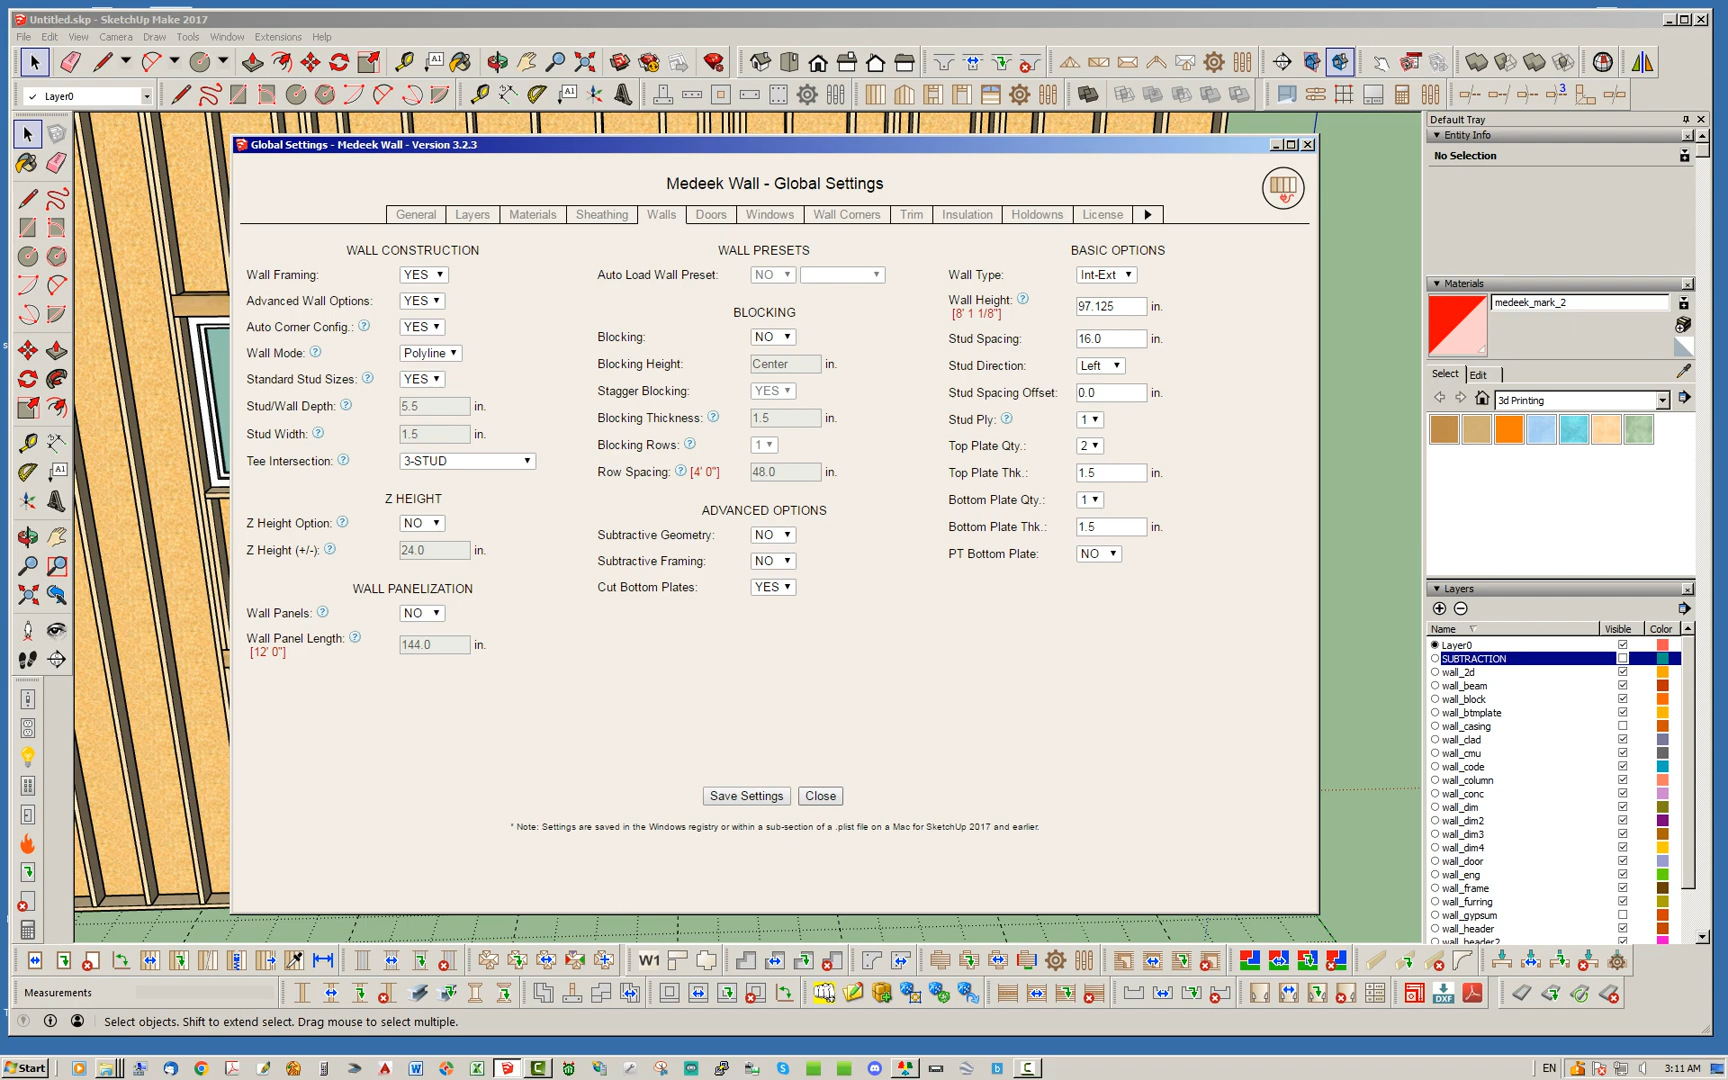 Untitled.skp - SketchUp Make 2017
File Edit View Camera Draw Tools Window Extensions Help
Layer0
Default Tray
Entity Info
No Selection
Materials
medeek_mark_2
Select Edit
3d Printing
Layers
Name Visible Color
Layer0
SUBTRACTION
wall_2d
wall_beam
wall_block
wall_btmplate
wall_casing
wall_clad
wall_cmu
wall_code
wall_column
wall_conc
wall_dim
wall_dim2
wall_dim3
wall_dim4
wall_door
wall_eng
wall_frame
wall_furring
wall_gypsum
wall_header
wall_header2
Global Settings - Medeek Wall - Version 3.2.3
Medeek Wall - Global Settings
General Layers Materials Sheathing Walls Doors Windows Wall Corners Trim Insulation Holdowns License
WALL CONSTRUCTION
Wall Framing: YES
Advanced Wall Options: YES
Auto Corner Config.: YES
Wall Mode: Polyline
Standard Stud Sizes: YES
Stud/Wall Depth: 5.5 in.
Stud Width: 1.5 in.
Tee Intersection: 3-STUD
Z HEIGHT
Z Height Option: NO
Z Height (+/-): 24.0 in.
WALL PANELIZATION
Wall Panels: NO
Wall Panel Length: 144.0 in.
[12' 0"]
WALL PRESETS
Auto Load Wall Preset: NO
BLOCKING
Blocking: NO
Blocking Height: Center in.
Stagger Blocking: YES
Blocking Thickness: 1.5 in.
Blocking Rows: 1
Row Spacing: [4' 0"] 48.0 in.
ADVANCED OPTIONS
Subtractive Geometry: NO
Subtractive Framing: NO
Cut Bottom Plates: YES
BASIC OPTIONS
Wall Type: Int-Ext
Wall Height: 97.125 in.
[8' 1 1/8"]
Stud Spacing: 16.0 in.
Stud Direction: Left
Stud Spacing Offset: 0.0 in.
Stud Ply: 1
Top Plate Qty.: 2
Top Plate Thk.: 1.5 in.
Bottom Plate Qty.: 1
Bottom Plate Thk.: 1.5 in.
PT Bottom Plate: NO
Save Settings Close
* Note: Settings are saved in the Windows registry or within a sub-section of a .plist file on a Mac for SketchUp 2017 and earlier.
W1
Measurements
DXF
Select objects. Shift to extend select. Drag mouse to select multiple.
Start
EN
3:11 AM